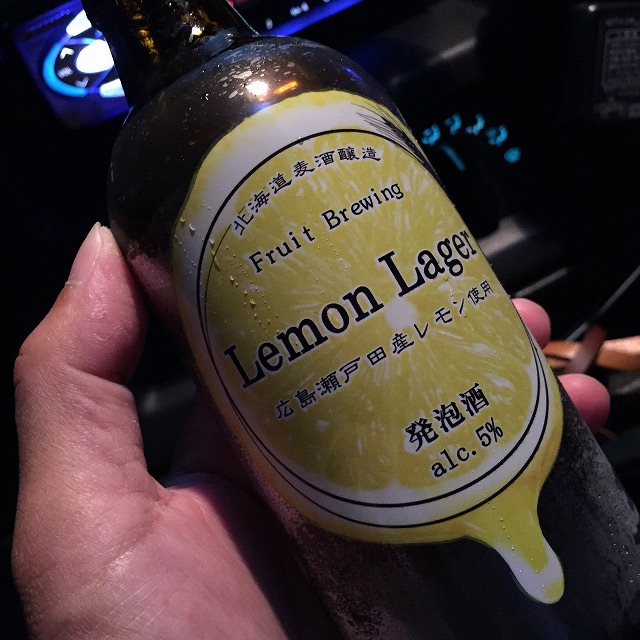 北海道麦酒醸造
Fruit Brewing
Lemon Lager
広島瀬戸田産レモン使用
発泡酒
alc. 5%